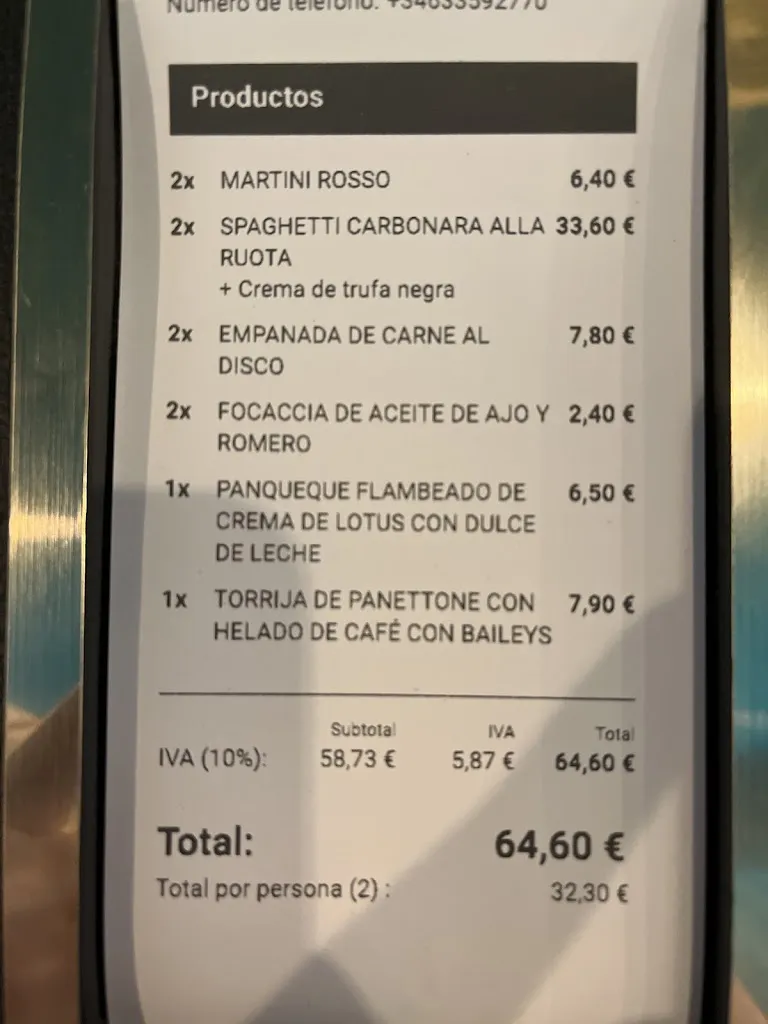 Número de teléfono: +34633592770
Productos
2x MARTINI ROSSO 6,40 €
2x SPAGHETTI CARBONARA ALLA 33,60 €
RUOTA
+ Crema de trufa negra
2x EMPANADA DE CARNE AL 7,80 €
DISCO
2x FOCACCIA DE ACEITE DE AJO Y 2,40 €
ROMERO
1x PANQUEQUE FLAMBEADO DE 6,50 €
CREMA DE LOTUS CON DULCE
DE LECHE
1x TORRIJA DE PANETTONE CON 7,90 €
HELADO DE CAFÉ CON BAILEYS
Subtotal IVA Total
IVA (10%): 58,73 € 5,87 € 64,60 €
Total: 64,60 €
Total por persona (2) : 32,30 €